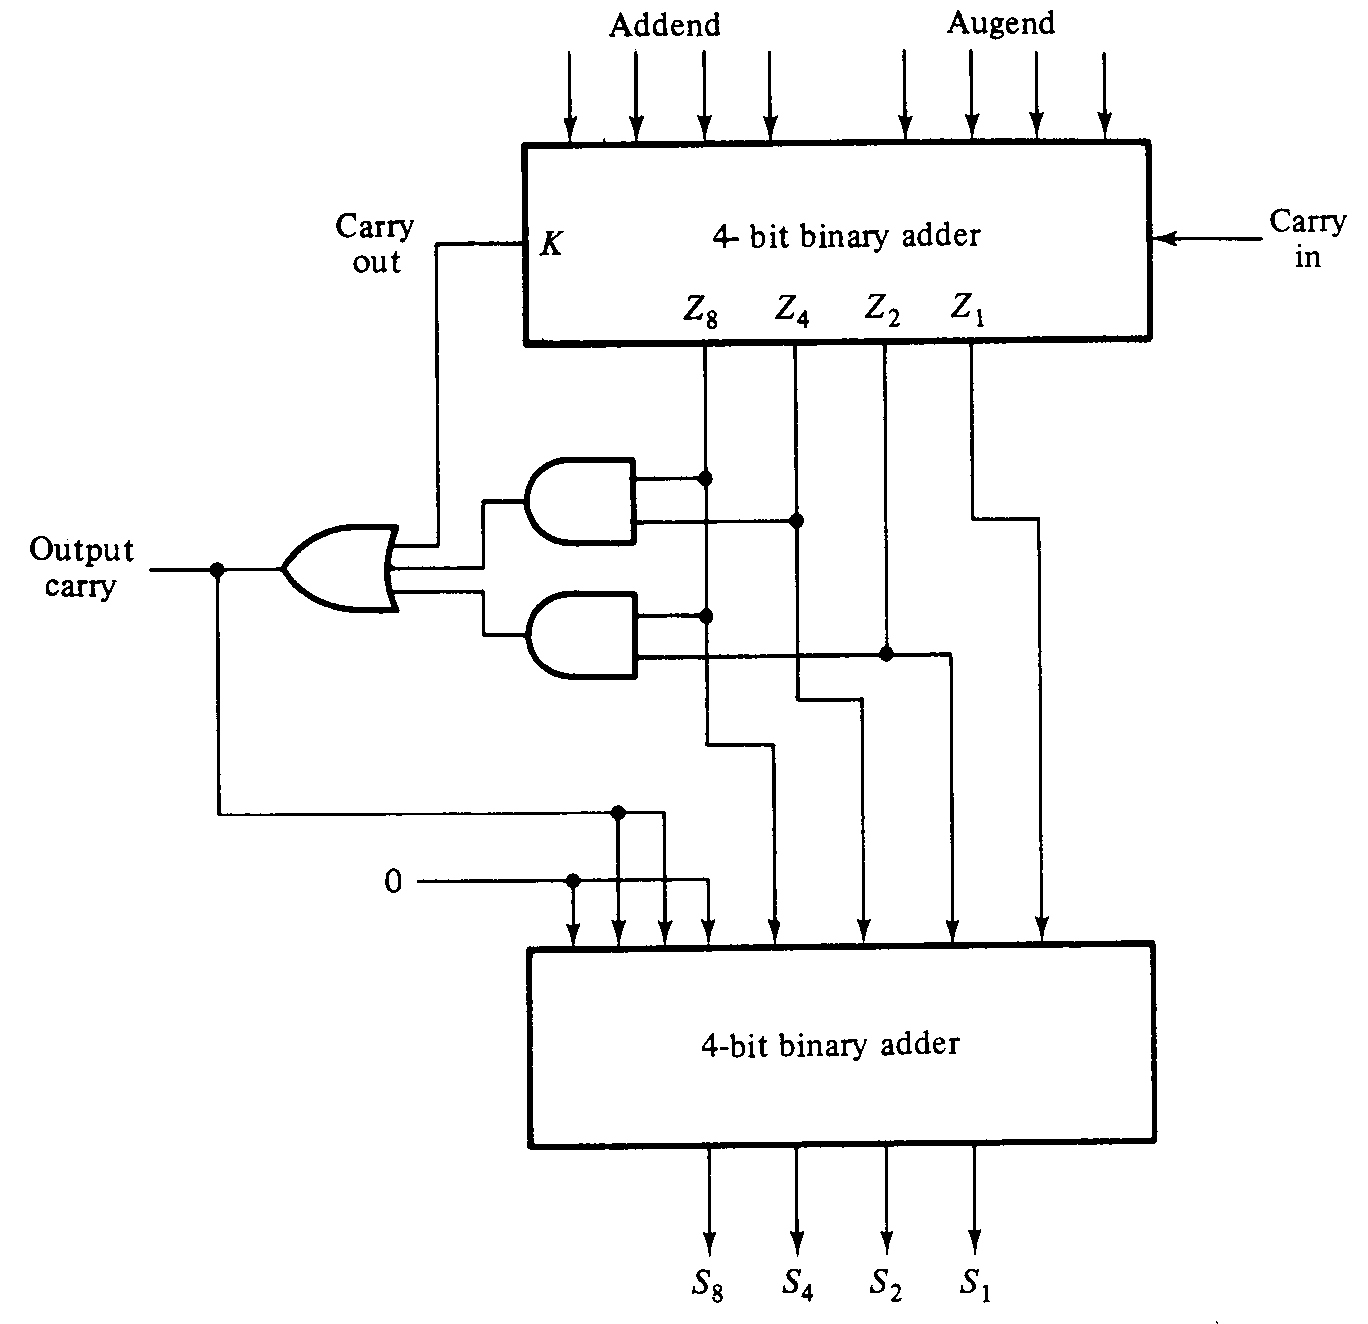 Addend Augend
Carry
out
K
4- bit binary adder
Carry
in
Z8 Z4 Z2 Z1
Output
carry
0
4-bit binary adder
S8 S4 S2 S1